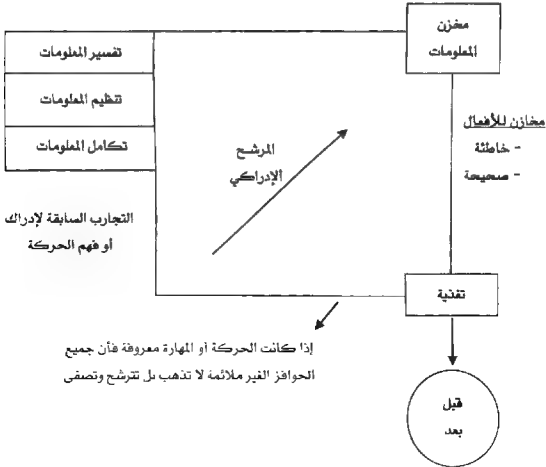 مخزن
المعلومات
تفسير المعلومات
تنظيم المعلومات
تكامل المعلومات
مخازن للأفعال
- خاطئة
- صحيحة
المرشح
الإدراكي
التجارب السابقة لإدراك
أو فهم الحركة
تغذية
إذا كانت الحركة أو المهارة معروفة فأن جميع
الحوافز الغير ملائمة لا تذهب بل تترشح وتصفى
قبل
بعد